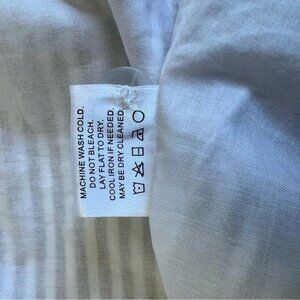 MACHINE WASH COLD.
DO NOT BLEACH.
LAY FLAT TO DRY.
COOL IRON IF NEEDED.
MAY BE DRY CLEANED